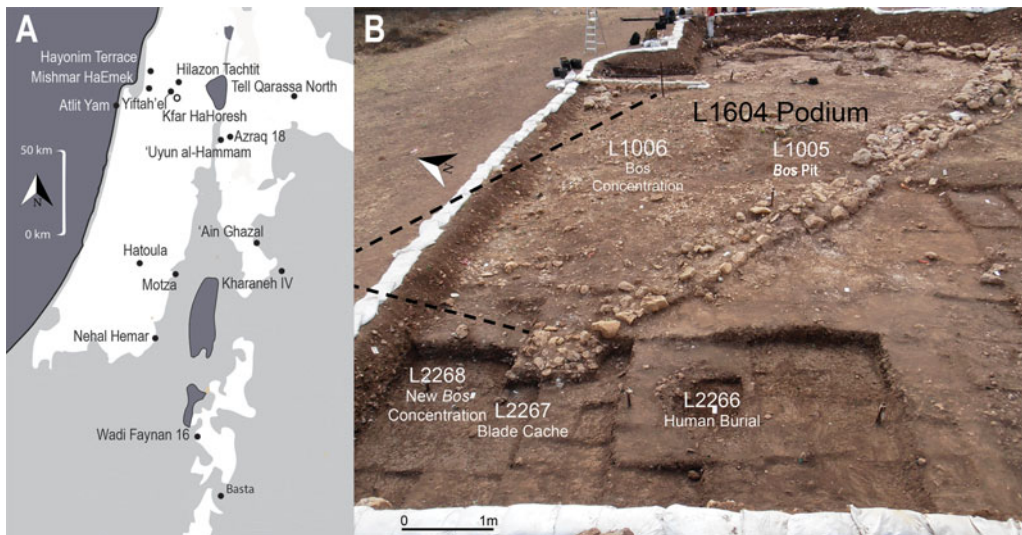 A
Hayonim Terrace
Mishmar HaEmek
Hilazon Tachtit
Yiftah'el
Tell Qarassa North
Atlit Yam
Kfar HaHoresh
Azraq 18
'Uyun al-Hammam
50 km
N
0 km
'Ain Ghazal
Hatoula
Motza
Kharaneh IV
Nehal Hemar
Wadi Faynan 16
Basta
B
L1604 Podium
L1006
Bos
Concentration
L1005
Bos Pit
N
L2268
New Bos
Concentration
L2267
Blade Cache
L2266
Human Burial
0 1m